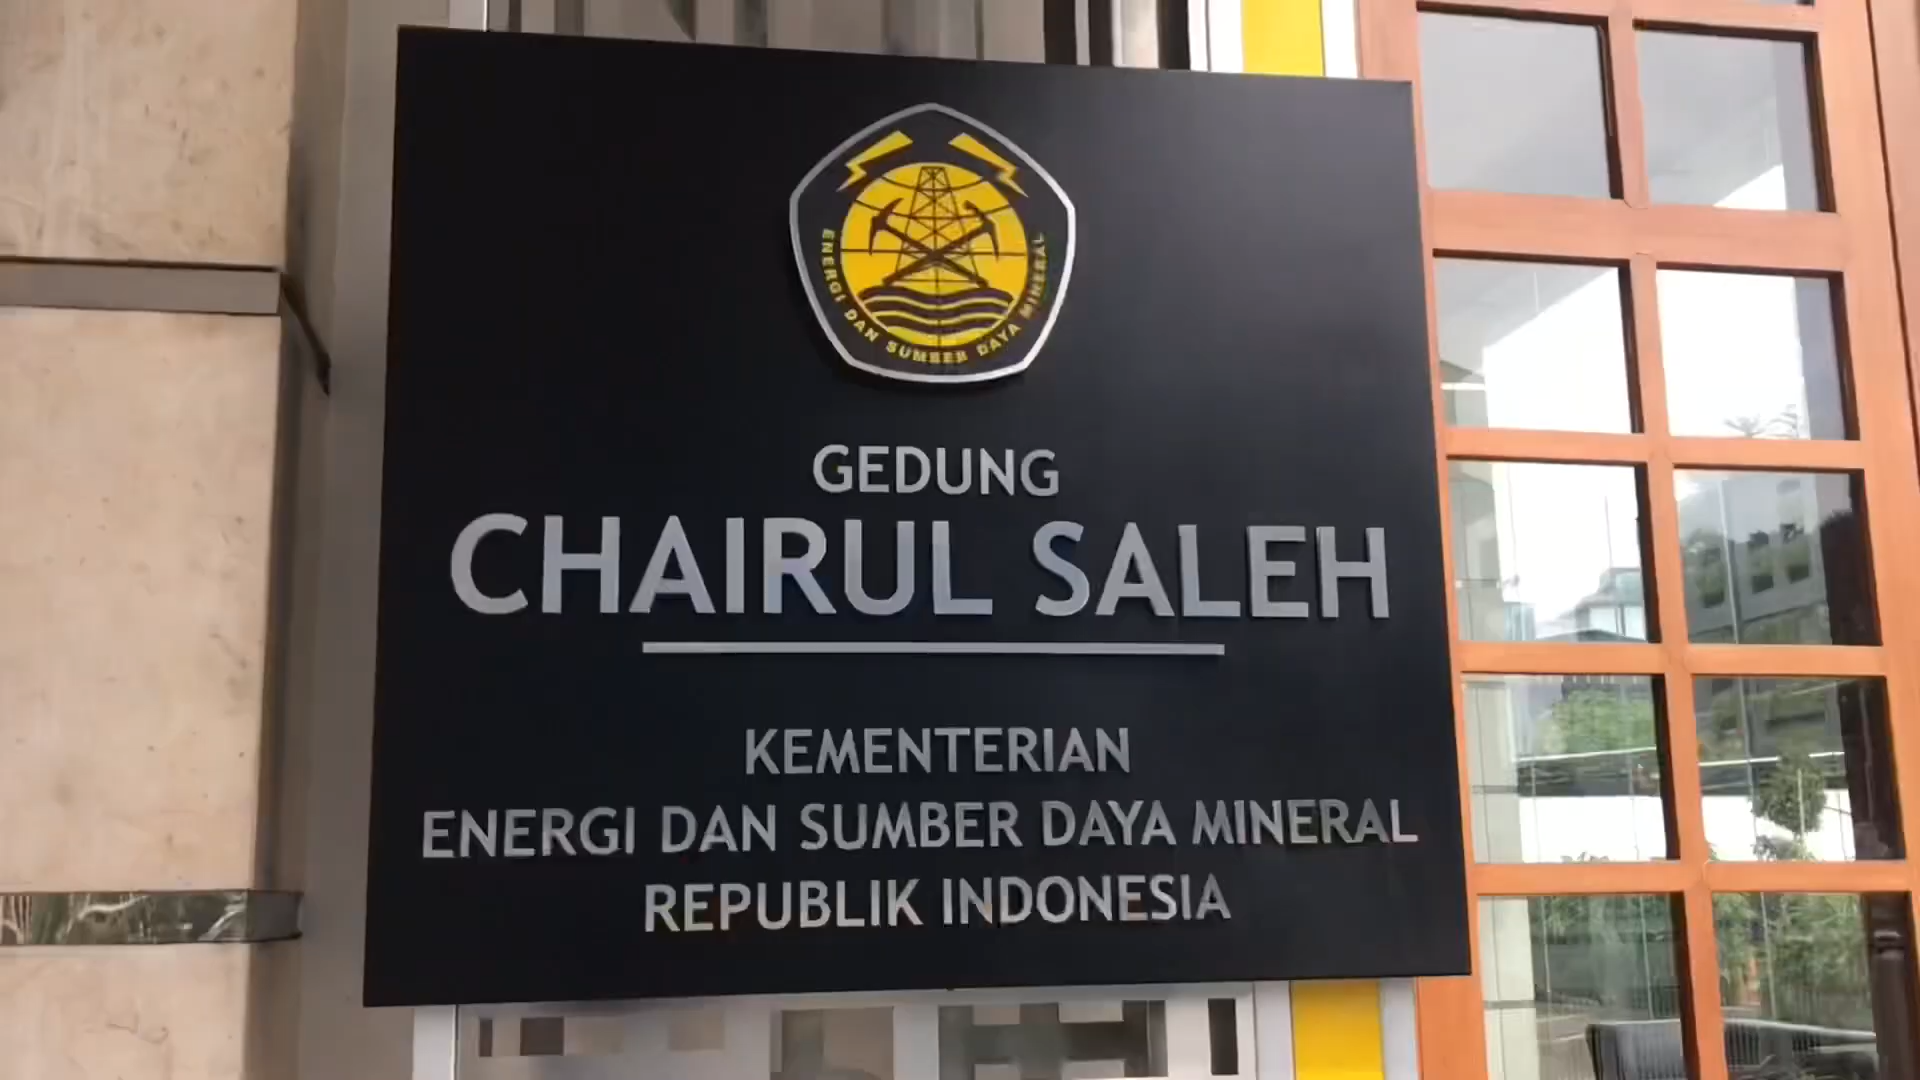 ENERGI DAN SUMBER DAYA MINERAL
GEDUNG
CHAIRUL SALEH
KEMENTERIAN
ENERGI DAN SUMBER DAYA MINERAL
REPUBLIK INDONESIA